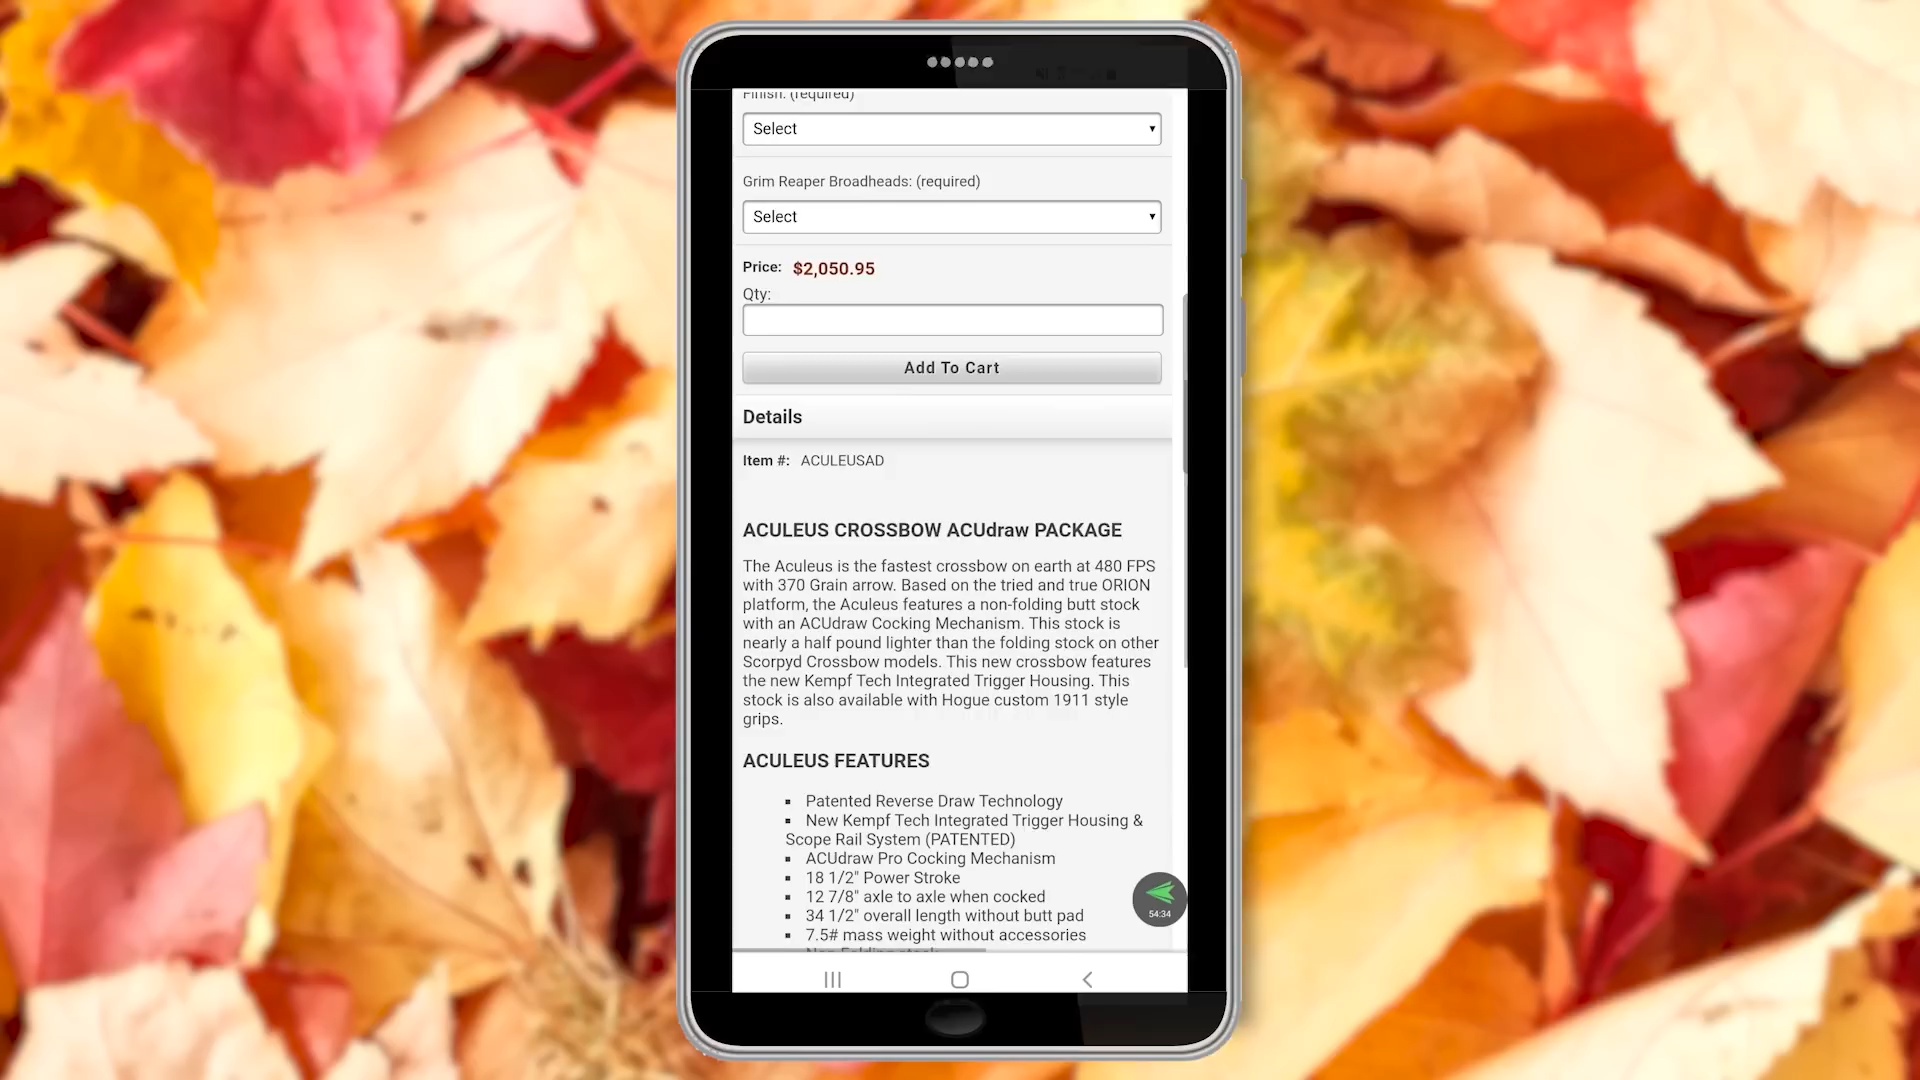 Finish: (required)
Select
Grim Reaper Broadheads: (required)
Select
Price: $2,050.95
Qty:
Add To Cart
Details
Item #: ACULEUSAD
ACULEUS CROSSBOW ACUdraw PACKAGE
The Aculeus is the fastest crossbow on earth at 480 FPS
with 370 Grain arrow. Based on the tried and true ORION
platform, the Aculeus features a non-folding butt stock
with an ACUdraw Cocking Mechanism. This stock is
nearly a half pound lighter than the folding stock on other
Scorpyd Crossbow models. This new crossbow features
the new Kempf Tech Integrated Trigger Housing. This
stock is also available with Hogue custom 1911 style
grips.
ACULEUS FEATURES
Patented Reverse Draw Technology
New Kempf Tech Integrated Trigger Housing &
Scope Rail System (PATENTED)
ACUdraw Pro Cocking Mechanism
18 1/2" Power Stroke
12 7/8" axle to axle when cocked
34 1/2" overall length without butt pad
7.5# mass weight without accessories
54:34